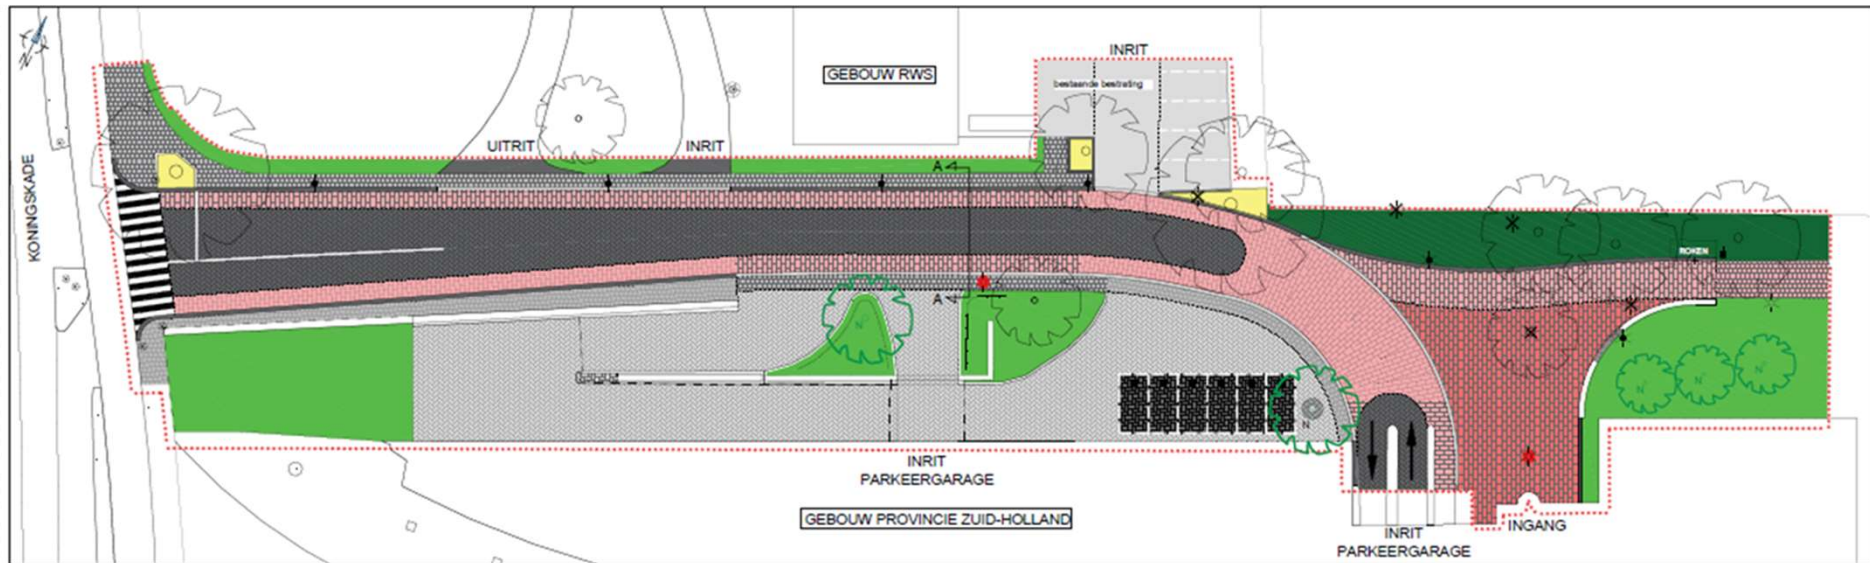 INRIT
GEBOUW RWS
bestaande bestrating
UITRIT
INRIT
A
KONINGSKADE
ROKEN
A
N
N
N
N
N
INRIT
PARKEERGARAGE
GEBOUW PROVINCIE ZUID-HOLLAND
INGANG
INRIT
PARKEERGARAGE